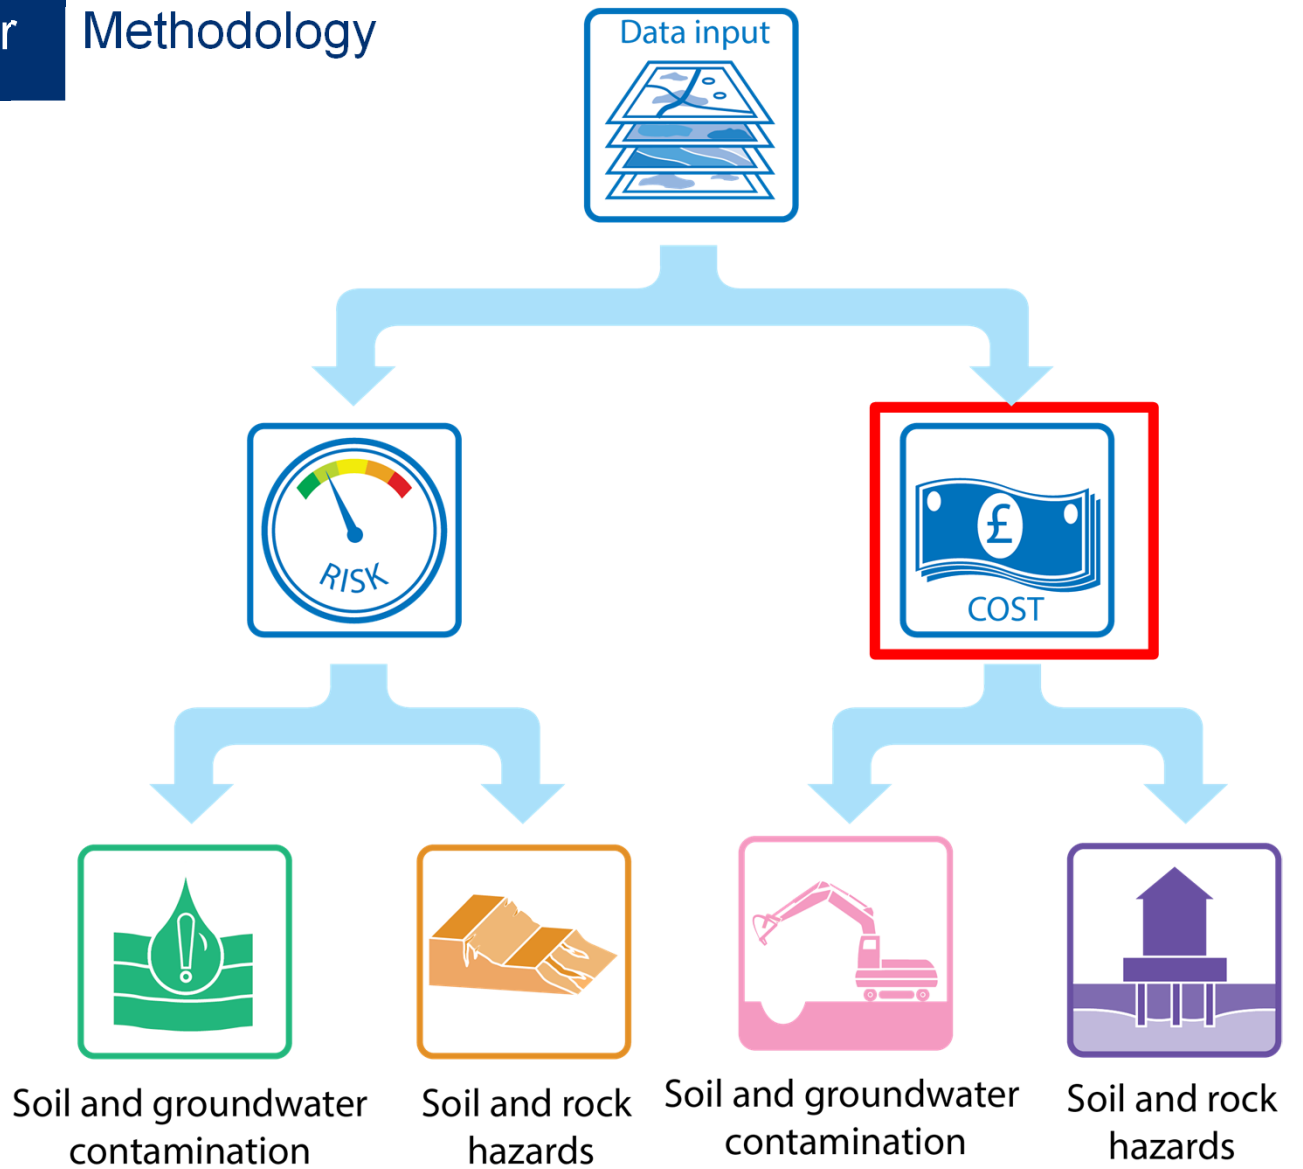 r
Methodology
Data input
RISK
£
COST
Soil and groundwater
contamination
Soil and rock
hazards
Soil and groundwater
contamination
Soil and rock
hazards